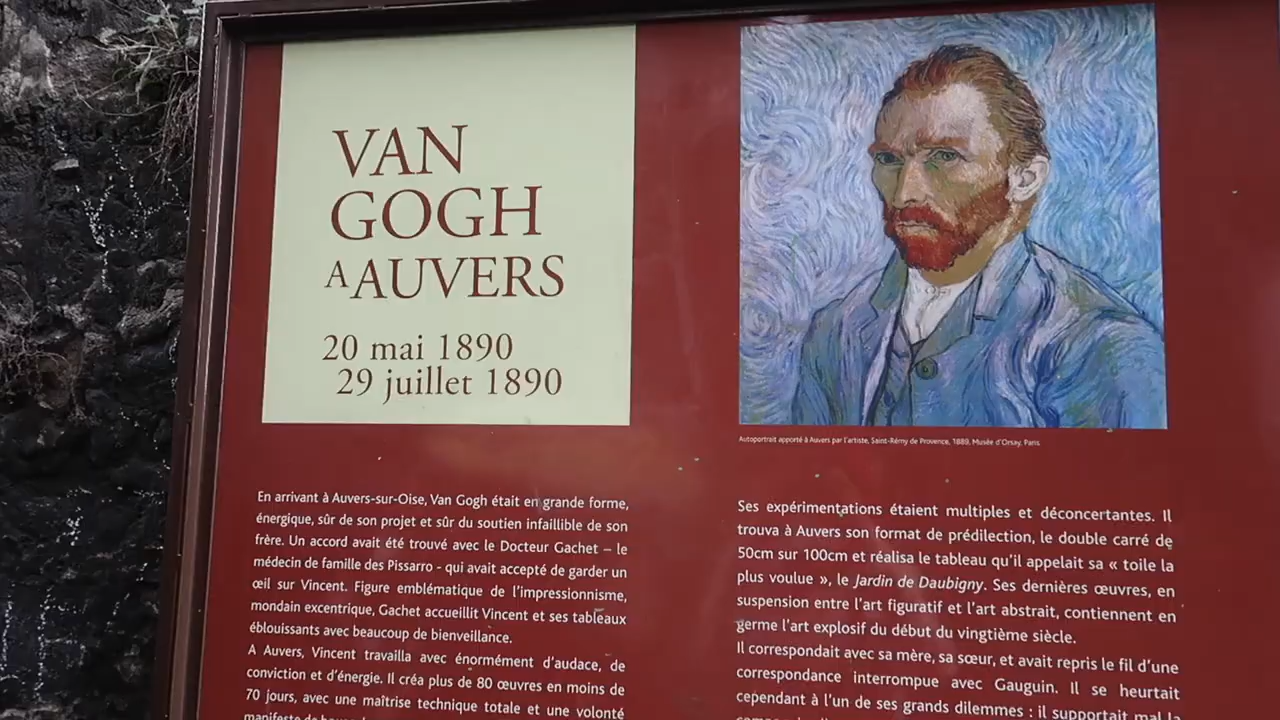 VAN
GOGH
A AUVERS
20 mai 1890
29 juillet 1890
En arrivant à Auvers-sur-Oise, Van Gogh était en grande forme,
énergique, sûr de son projet et sûr du soutien infaillible de son
frère. Un accord avait été trouvé avec le Docteur Gachet – le
médecin de famille des Pissarro - qui avait accepté de garder un
œil sur Vincent. Figure emblématique de l'impressionnisme,
mondain excentrique, Gachet accueillit Vincent et ses tableaux
éblouissants avec beaucoup de bienveillance.
A Auvers, Vincent travailla avec énormément d'audace, de
conviction et d'énergie. Il créa plus de 80 œuvres en moins de
70 jours, avec une maîtrise technique totale et une volonté
manifeste de
Autoportrait apporté à Auvers par l'artiste, Saint-Rémy de Provence, 1889, Musée d'Orsay, Paris
Ses expérimentations étaient multiples et déconcertantes. Il
trouva à Auvers son format de prédilection, le double carré de
50cm sur 100cm et réalisa le tableau qu'il appelait sa « toile la
plus voulue », le Jardin de Daubigny. Ses dernières œuvres, en
suspension entre l'art figuratif et l'art abstrait, contiennent en
germe l'art explosif du début du vingtième siècle.
Il correspondait avec sa mère, sa sœur, et avait repris le fil d'une
correspondance interrompue avec Gauguin. Il se heurtait
cependant à l'un de ses grands dilemmes : il supportait mal la